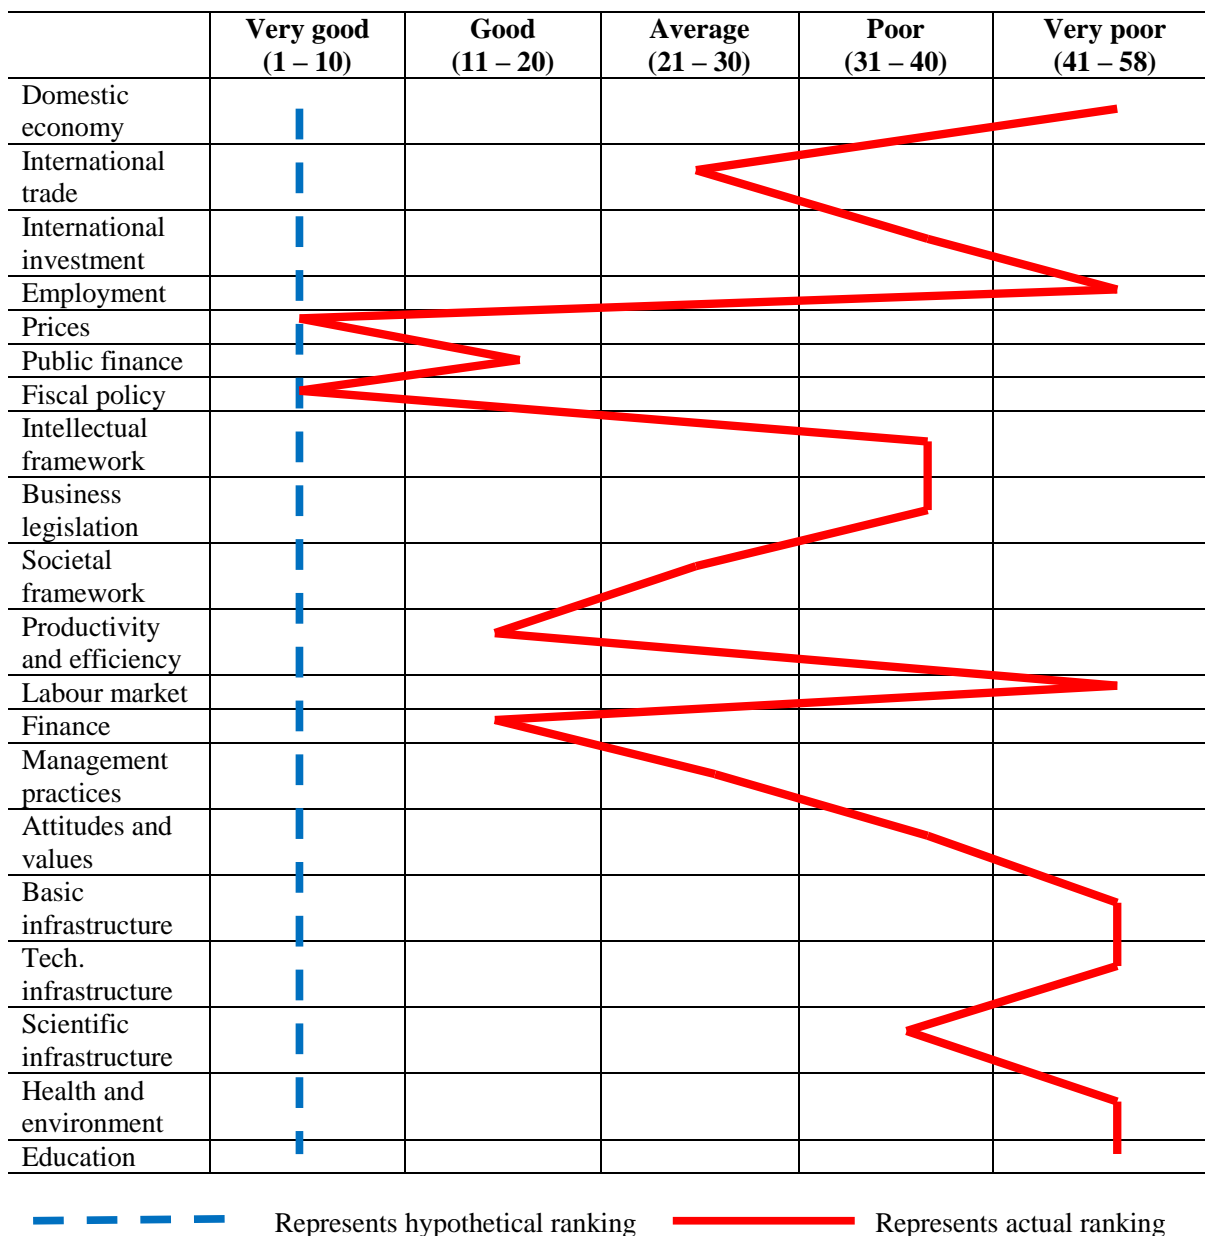 Very good Good Average Poor Very poor
(1 – 10) (11 – 20) (21 – 30) (31 – 40) (41 – 58)
Domestic
economy
International
trade
International
investment
Employment
Prices
Public finance
Fiscal policy
Intellectual
framework
Business
legislation
Societal
framework
Productivity
and efficiency
Labour market
Finance
Management
practices
Attitudes and
values
Basic
infrastructure
Tech.
infrastructure
Scientific
infrastructure
Health and
environment
Education
Represents hypothetical ranking Represents actual ranking